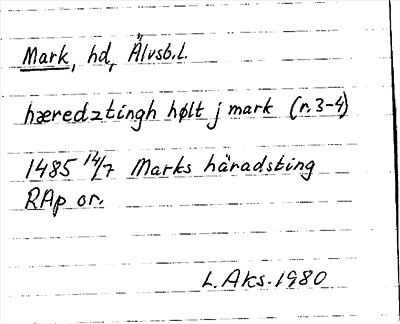 Mark, hd, Älvsb.l.
hæredztingh hølt j mark (r. 3-4)
1485 14/7 Marks häradsting
RAp or.
L. Aks. 1980